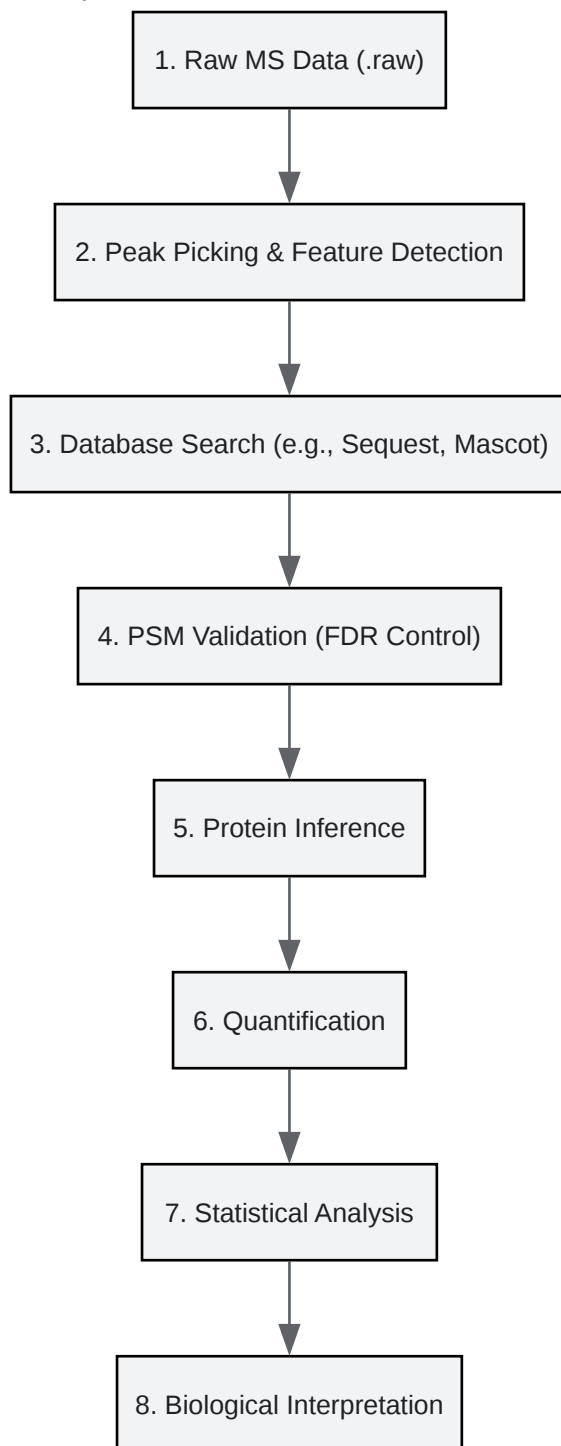 1. Raw MS Data (.raw)
2. Peak Picking & Feature Detection
3. Database Search (e.g., Sequest, Mascot)
4. PSM Validation (FDR Control)
5. Protein Inference
6. Quantification
7. Statistical Analysis
8. Biological Interpretation